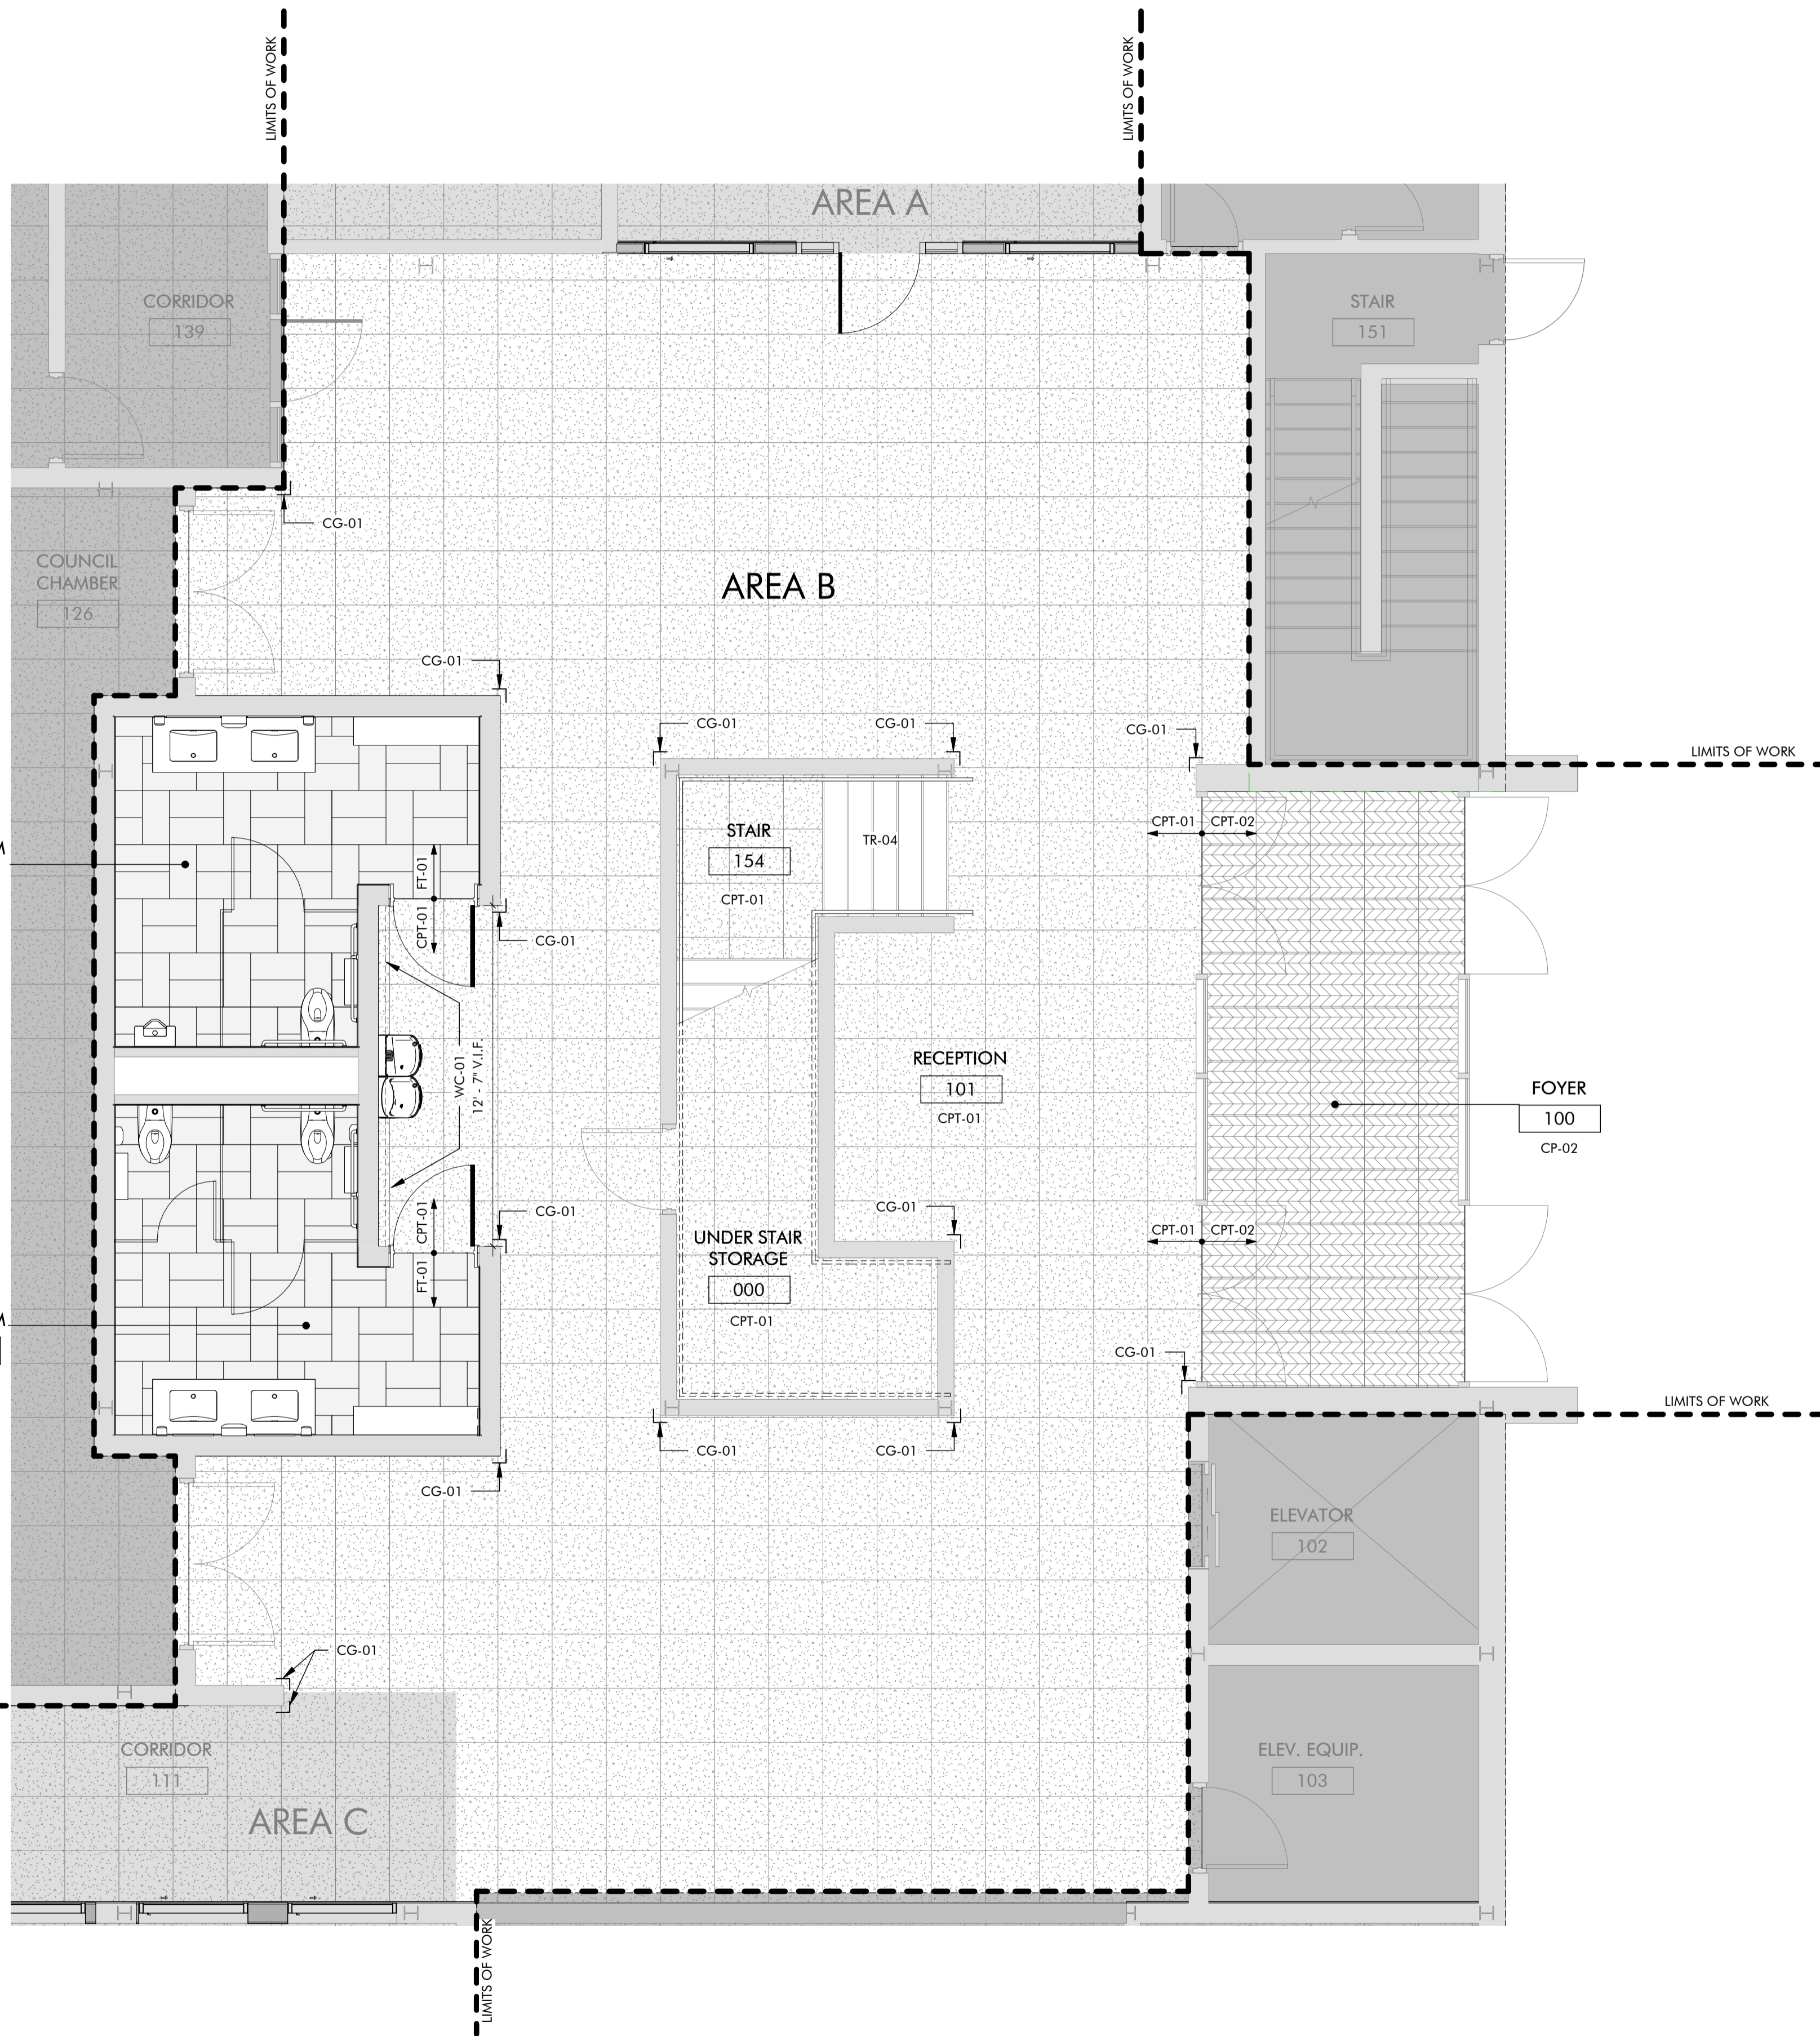 LIMITS OF WORK
LIMITS OF WORK
AREA A
CORRIDOR
139
STAIR
151
CG-01
COUNCIL
CHAMBER
126
AREA B
CG-01
CG-01
CG-01
CG-01
LIMITS OF WORK
STAIR
154
CPT-01
TR-04
CPT-01
CPT-02
M
FT-01
CPT-01
CG-01
WC-01
12' - 7" V.I.F.
RECEPTION
101
CPT-01
FOYER
100
CP-02
CPT-01
FT-01
CG-01
CG-01
UNDER STAIR
STORAGE
000
CPT-01
CPT-01
CPT-02
M
CG-01
LIMITS OF WORK
CG-01
CG-01
CG-01
ELEVATOR
102
CG-01
CORRIDOR
111
AREA C
ELEV. EQUIP.
103
LIMITS OF WORK